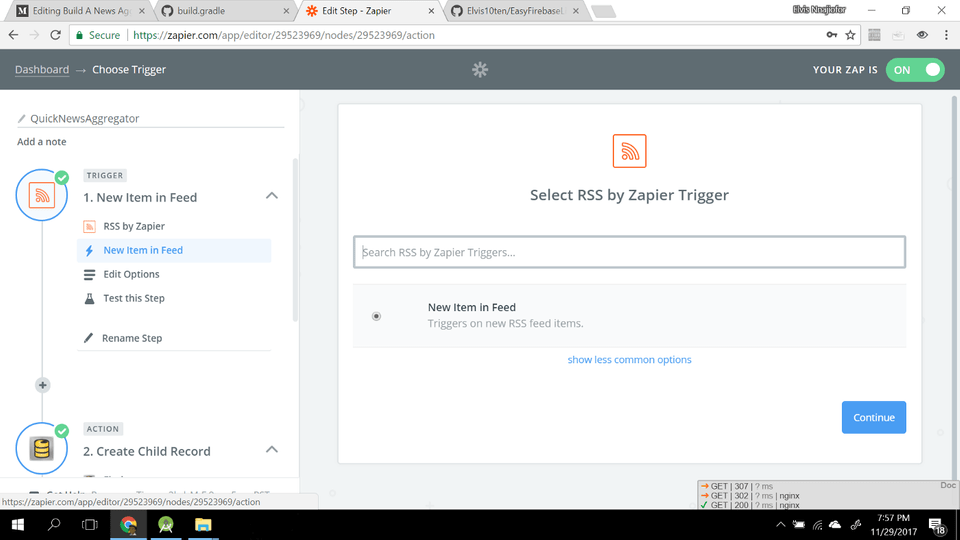 Editing Build A News Ag
build.gradle
Edit Step - Zapier
Elvis10ten/EasyFirebaseL
Elvis Nnajiofor
Secure
https://zapier.com/app/editor/29523969/nodes/29523969/action
Dashboard → Choose Trigger
YOUR ZAP IS
ON
QuickNewsAggregator
Add a note
TRIGGER
1. New Item in Feed
RSS by Zapier
New Item in Feed
Edit Options
Test this Step
Rename Step
ACTION
2. Create Child Record
Select RSS by Zapier Trigger
Search RSS by Zapier Triggers...
New Item in Feed
Triggers on new RSS feed items.
show less common options
Continue
https://zapier.com/app/editor/29523969/nodes/29523969/action
Doc
GET | 307 | ? ms
GET | 302 | ? ms | nginx
GET | 200 | ? ms | nginx
7:57 PM
11/29/2017
18